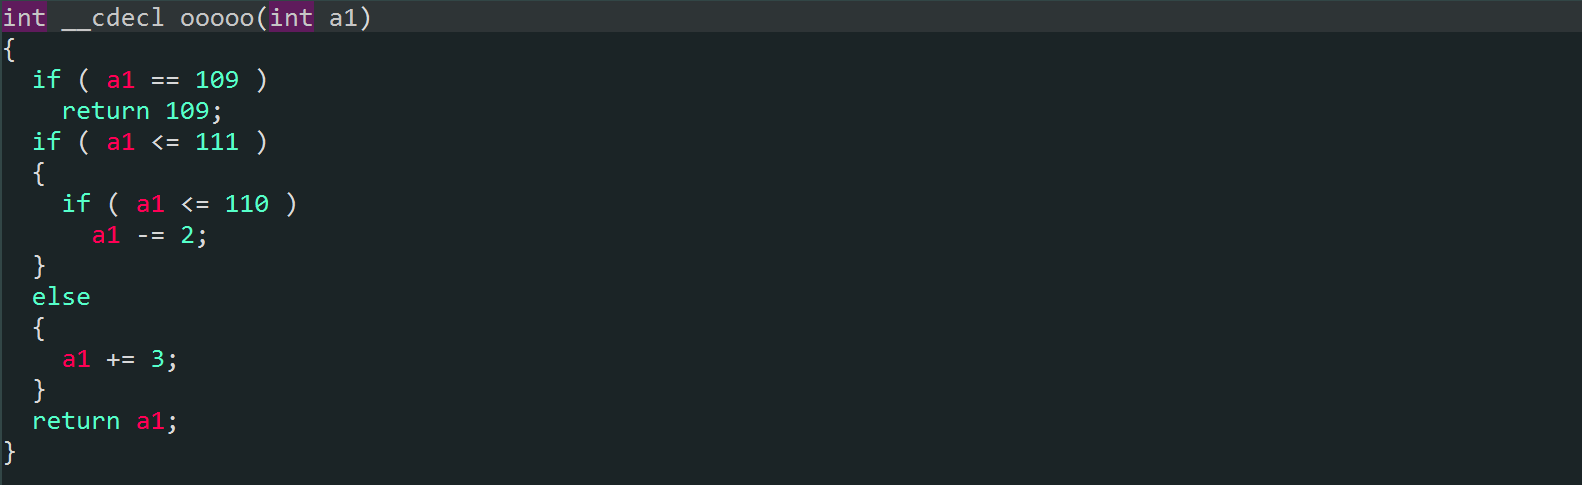 int __cdecl ooooo(int a1)
{
  if ( a1 == 109 )
    return 109;
  if ( a1 <= 111 )
  {
    if ( a1 <= 110 )
      a1 -= 2;
  }
  else
  {
    a1 += 3;
  }
  return a1;
}